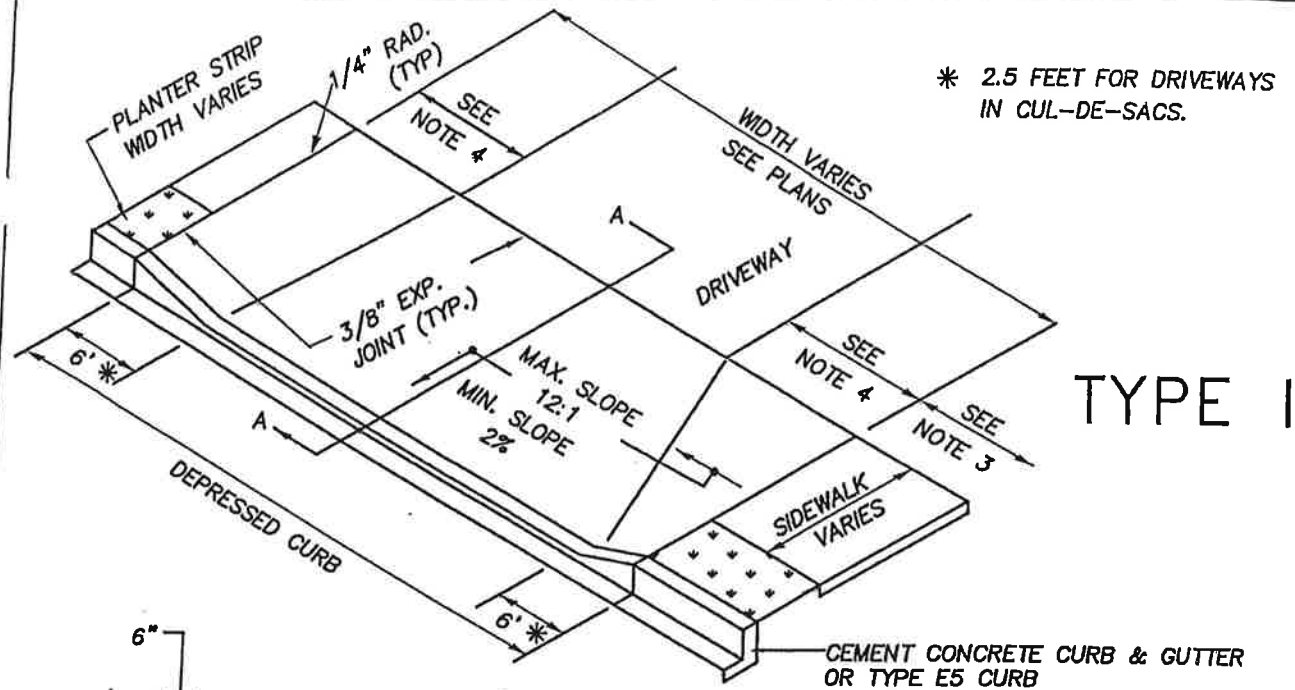 PLANTER STRIP
WIDTH VARIES
1/4" RAD.
(TYP)
SEE
NOTE 4
WIDTH VARIES
SEE PLANS
* 2.5 FEET FOR DRIVEWAYS
IN CUL-DE-SACS.
A
DRIVEWAY
3/8" EXP.
JOINT (TYP.)
6' *
MAX. SLOPE
12:1
MIN. SLOPE
2%
SEE
NOTE 4
SEE
NOTE 3
TYPE 1
A
DEPRESSED CURB
SIDEWALK
VARIES
6' *
6"
CEMENT CONCRETE CURB & GUTTER
OR TYPE E5 CURB